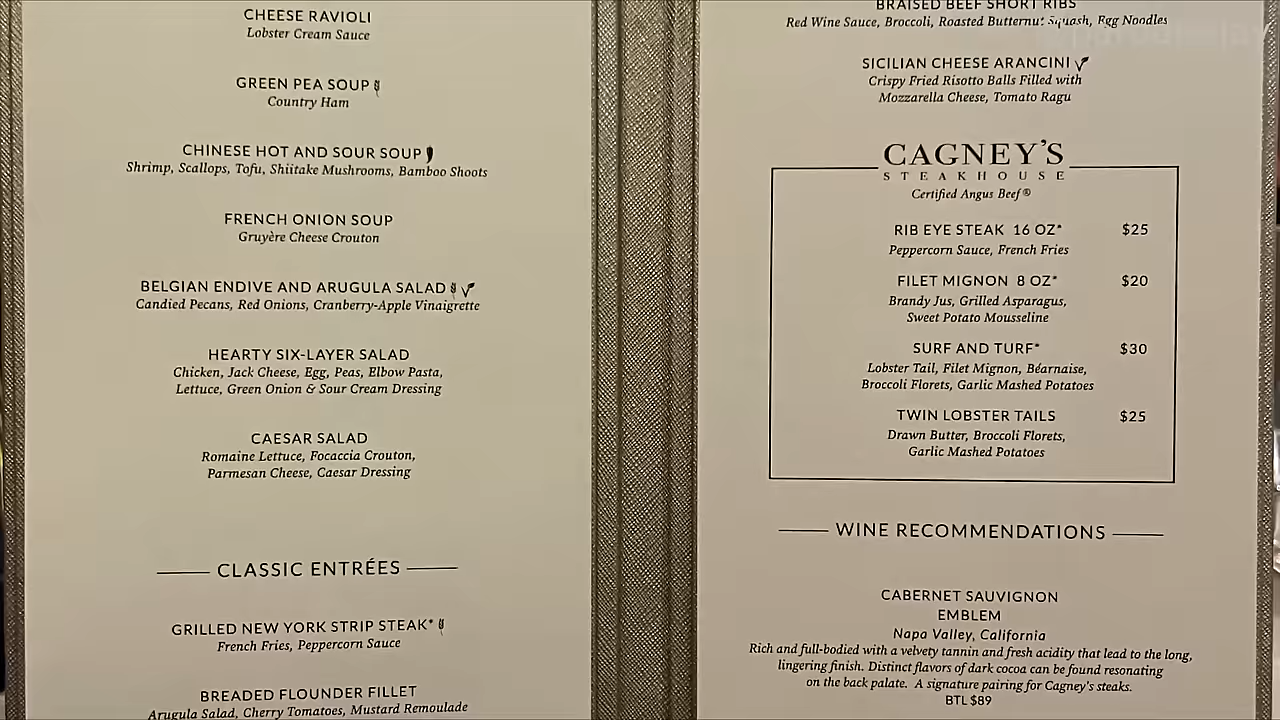 CHEESE RAVIOLI
Lobster Cream Sauce
GREEN PEA SOUP
Country Ham
CHINESE HOT AND SOUR SOUP
Shrimp, Scallops, Tofu, Shiitake Mushrooms, Bamboo Shoots
FRENCH ONION SOUP
Gruyère Cheese Crouton
BELGIAN ENDIVE AND ARUGULA SALAD
Candied Pecans, Red Onions, Cranberry-Apple Vinaigrette
HEARTY SIX-LAYER SALAD
Chicken, Jack Cheese, Egg, Peas, Elbow Pasta,
Lettuce, Green Onion & Sour Cream Dressing
CAESAR SALAD
Romaine Lettuce, Focaccia Crouton,
Parmesan Cheese, Caesar Dressing
CLASSIC ENTRÉES
GRILLED NEW YORK STRIP STEAK*
French Fries, Peppercorn Sauce
BREADED FLOUNDER FILLET
Arugula Salad, Cherry Tomatoes, Mustard Remoulade
BRAISED BEEF SHORT RIBS
Red Wine Sauce, Broccoli, Roasted Butternut Squash, Egg Noodles
SICILIAN CHEESE ARANCINI
Crispy Fried Risotto Balls Filled with
Mozzarella Cheese, Tomato Ragu
CAGNEY'S
STEAKHOUSE
Certified Angus Beef®
RIB EYE STEAK 16 OZ* $25
Peppercorn Sauce, French Fries
FILET MIGNON 8 OZ* $20
Brandy Jus, Grilled Asparagus,
Sweet Potato Mousseline
SURF AND TURF* $30
Lobster Tail, Filet Mignon, Béarnaise,
Broccoli Florets, Garlic Mashed Potatoes
TWIN LOBSTER TAILS $25
Drawn Butter, Broccoli Florets,
Garlic Mashed Potatoes
WINE RECOMMENDATIONS
CABERNET SAUVIGNON
EMBLEM
Napa Valley, California
Rich and full-bodied with a velvety tannin and fresh acidity that lead to the long,
lingering finish. Distinct flavors of dark cocoa can be found resonating
on the back palate. A signature pairing for Cagney's steaks.
BTL $89